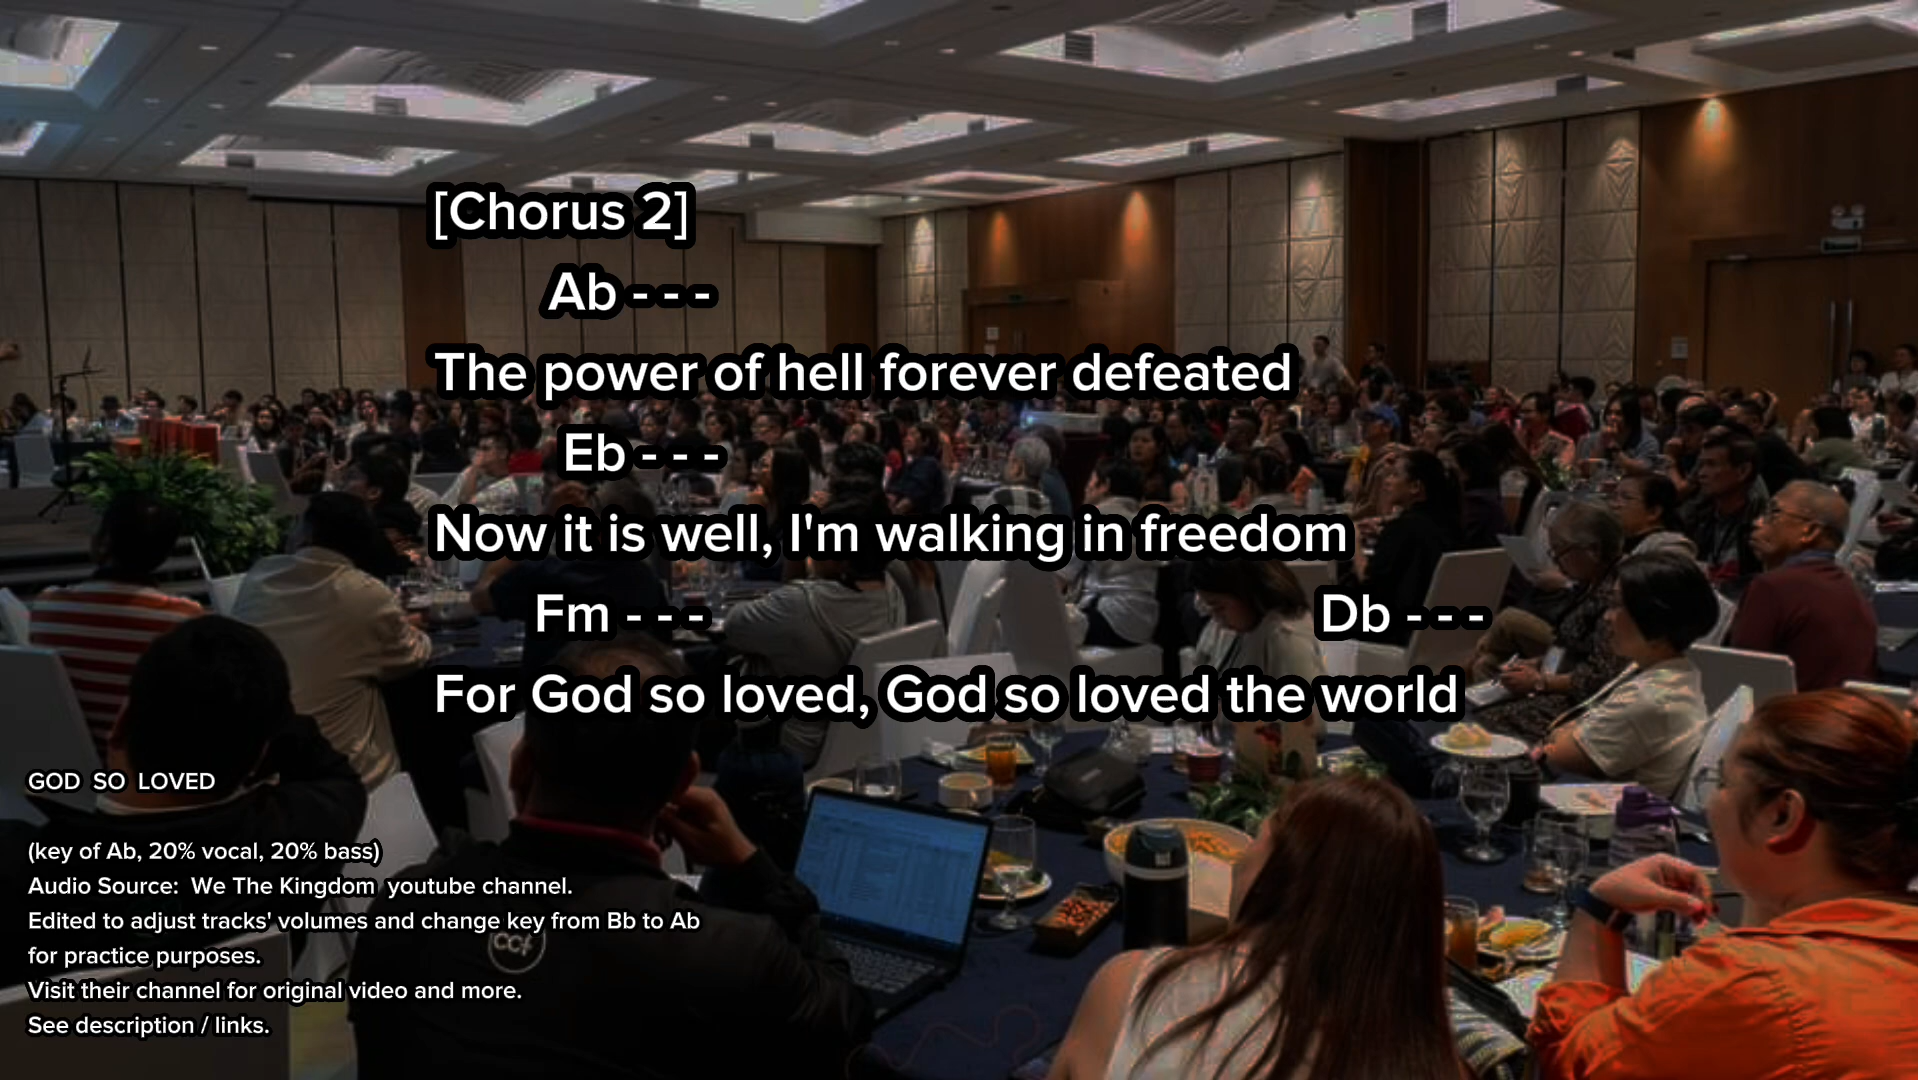 [Chorus 2]
Ab - - -
The power of hell forever defeated
Eb - - -
Now it is well, I'm walking in freedom
Fm - - - Db - - -
For God so loved, God so loved the world
GOD SO LOVED
(key of Ab, 20% vocal, 20% bass)
Audio Source: We The Kingdom youtube channel.
Edited to adjust tracks' volumes and change key from Bb to Ab
for practice purposes.
Visit their channel for original video and more.
See description / links.
CCF